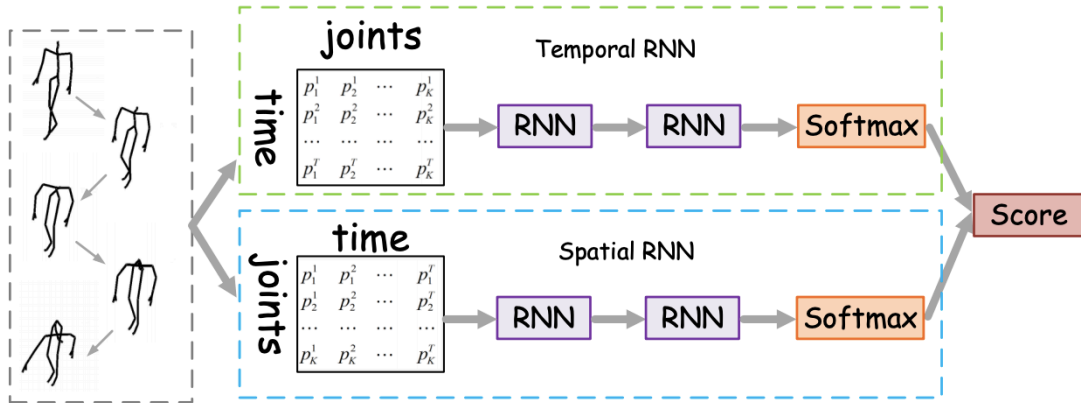 joints
Temporal RNN
time
p_1^1 p_2^1 ⋯ p_K^1
p_1^2 p_2^2 ⋯ p_K^2
⋯ ⋯ ⋯ ⋯
p_1^T p_2^T ⋯ p_K^T
RNN
RNN
Softmax
time
Spatial RNN
joints
p_1^1 p_1^2 ⋯ p_1^T
p_2^1 p_2^2 ⋯ p_2^T
⋯ ⋯ ⋯ ⋯
p_K^1 p_K^2 ⋯ p_K^T
RNN
RNN
Softmax
Score